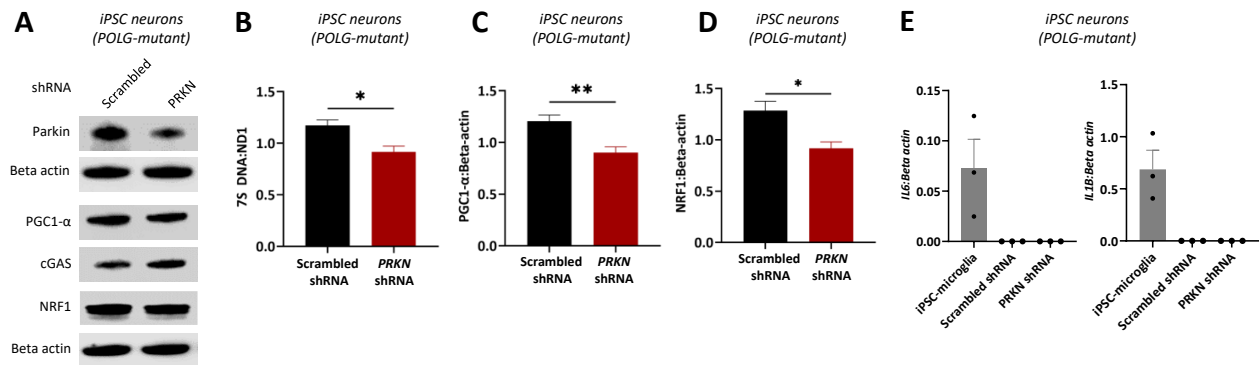 A
iPSC neurons
(POLG-mutant)
shRNA
Scrambled
PRKN
Parkin
Beta actin
PGC1-α
cGAS
NRF1
Beta actin
B
iPSC neurons
(POLG-mutant)
7S DNA:ND1
1.5
1.0
0.5
0.0
*
Scrambled
shRNA
PRKN
shRNA
C
iPSC neurons
(POLG-mutant)
PGC1-α:Beta-actin
1.5
1.0
0.5
0.0
**
Scrambled
shRNA
PRKN
shRNA
D
iPSC neurons
(POLG-mutant)
NRF1:Beta-actin
1.5
1.0
0.5
0.0
*
Scrambled
shRNA
PRKN
shRNA
E
iPSC neurons
(POLG-mutant)
IL6:Beta actin
0.15
0.10
0.05
0.00
iPSC-microglia
Scrambled shRNA
PRKN shRNA
IL1B:Beta actin
1.5
1.0
0.5
0.0
iPSC-microglia
Scrambled shRNA
PRKN shRNA